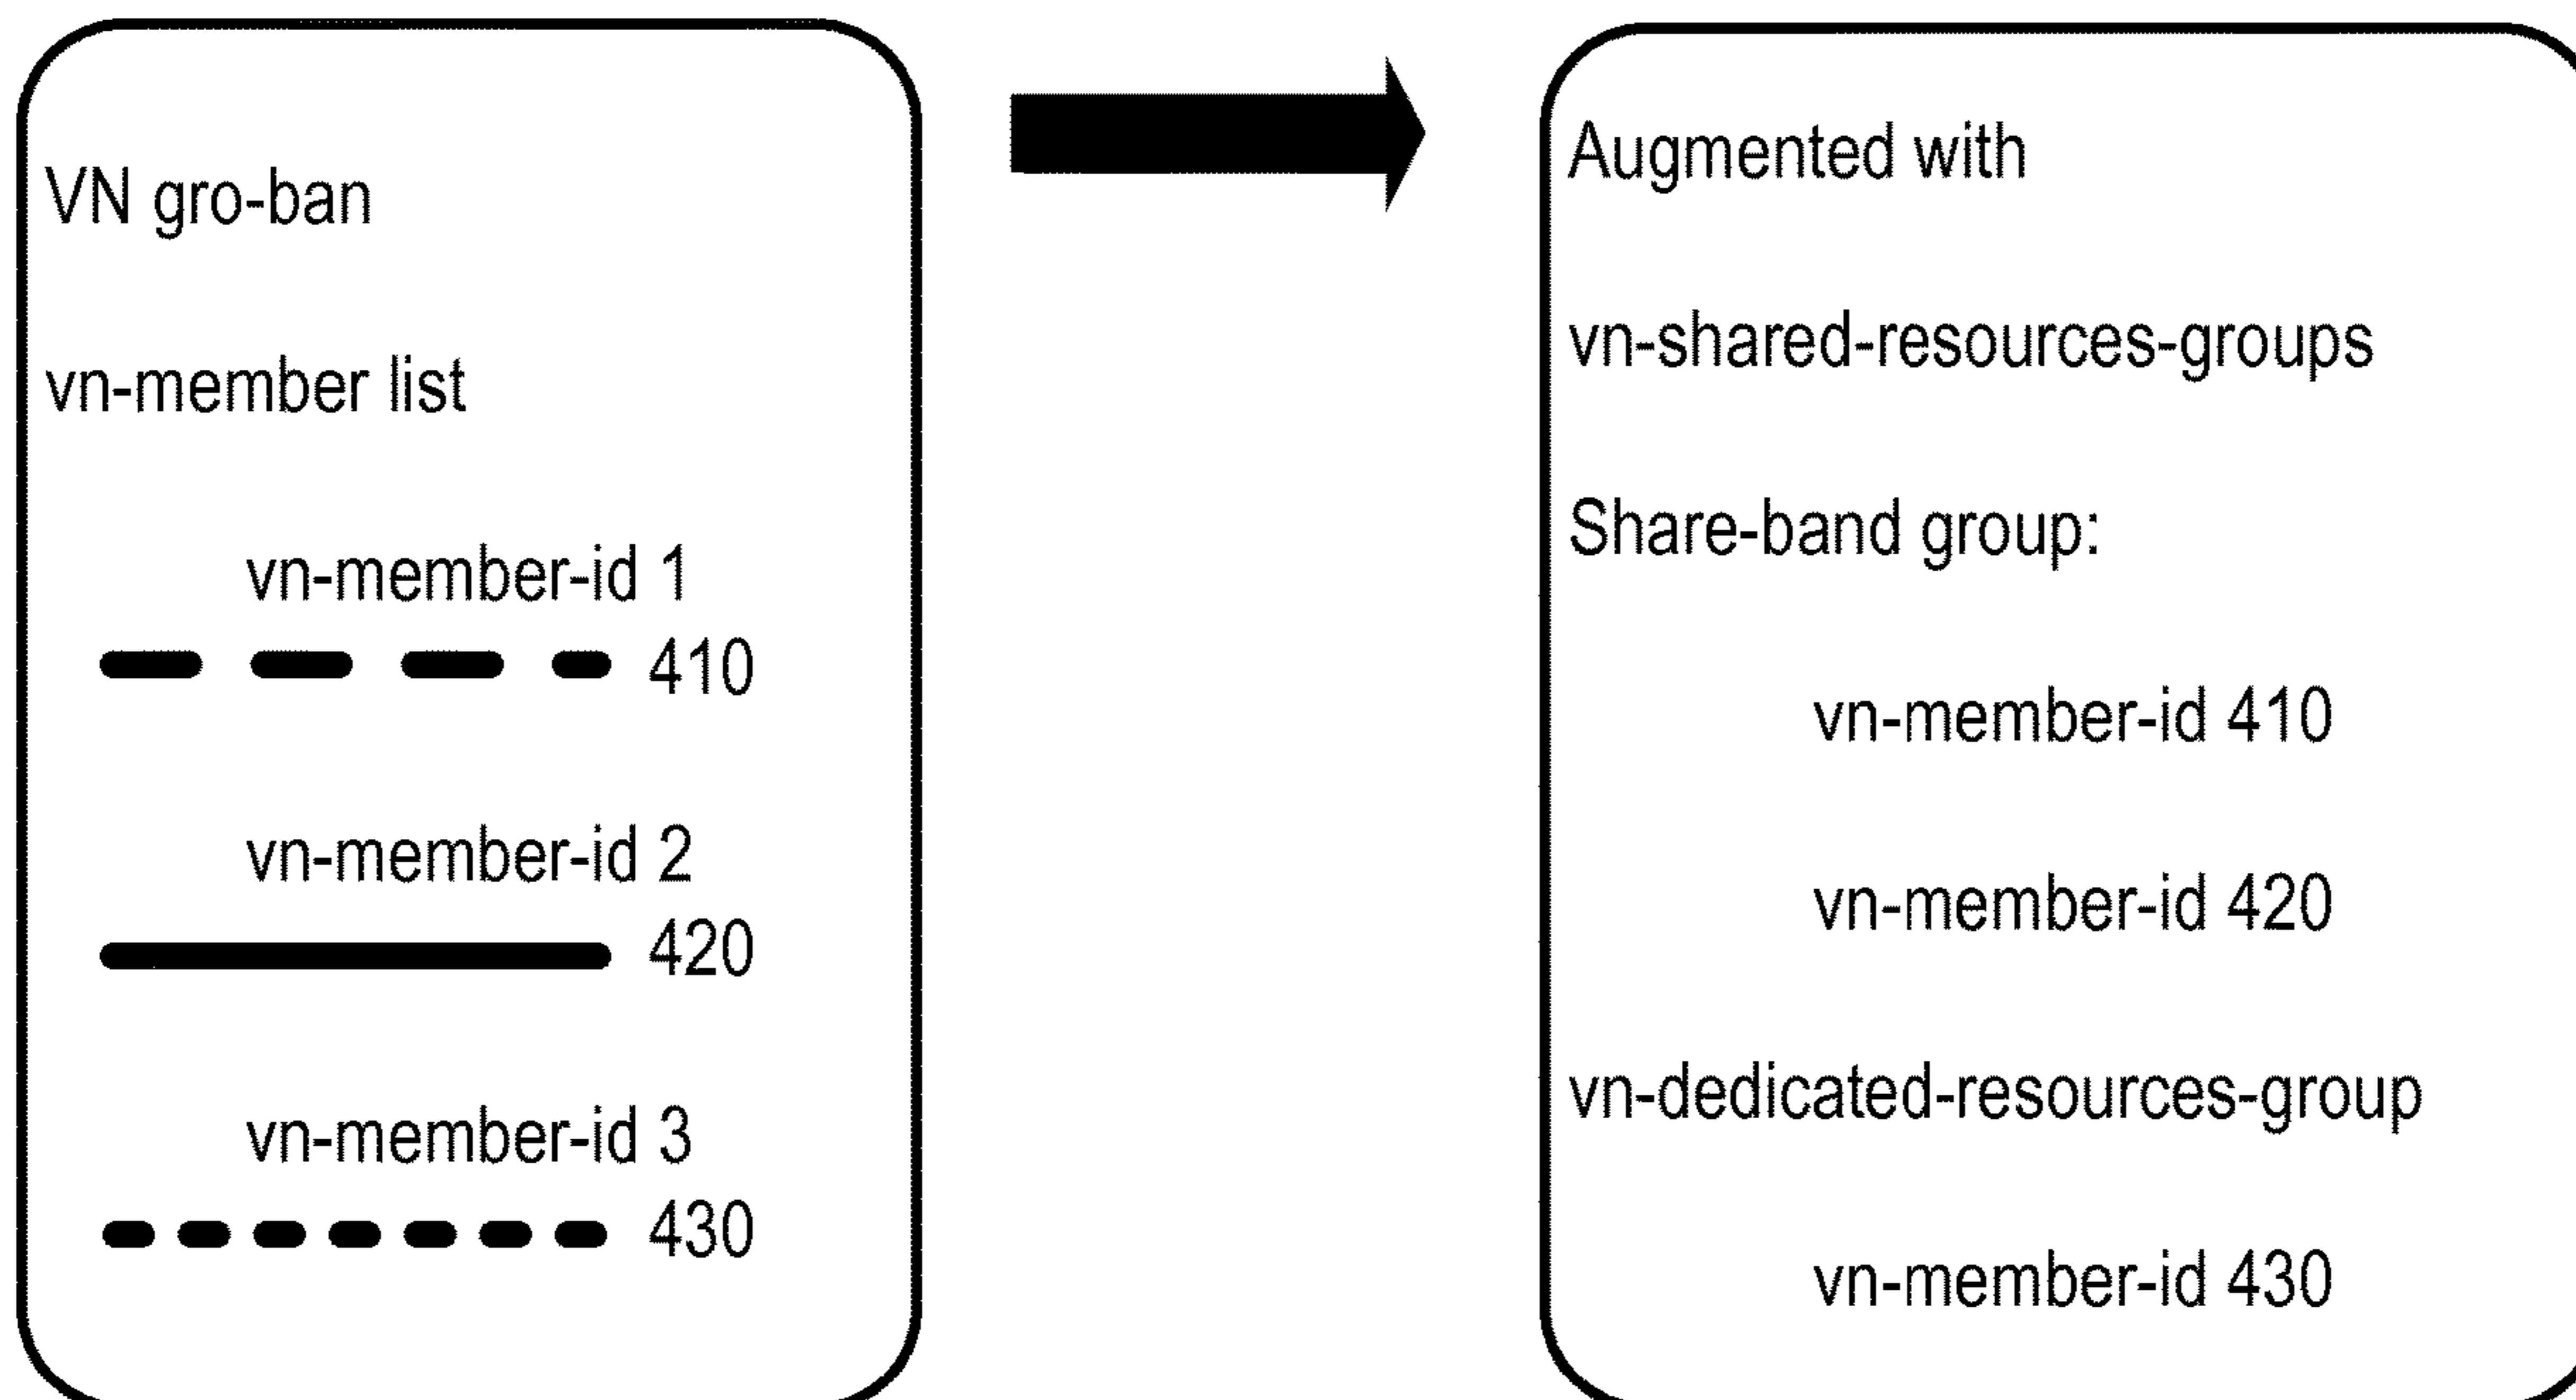 VN gro-ban
vn-member list
vn-member-id 1
410
vn-member-id 2
420
vn-member-id 3
430
Augmented with
vn-shared-resources-groups
Share-band group:
vn-member-id 410
vn-member-id 420
vn-dedicated-resources-group
vn-member-id 430